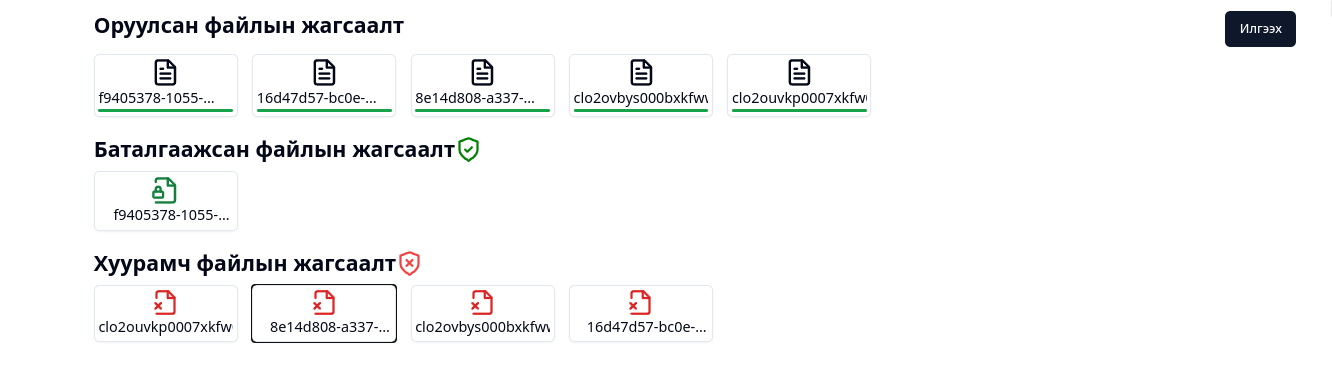 Оруулсан файлын жагсаалт
Илгээх
f9405378-1055-...
16d47d57-bc0e-...
8e14d808-a337-...
clo2ovbys000bxkfw
clo2ouvkp0007xkfw
Баталгаажсан файлын жагсаалт
f9405378-1055-...
Хуурамч файлын жагсаалт
clo2ouvkp0007xkfw
8e14d808-a337-...
clo2ovbys000bxkfw
16d47d57-bc0e-...